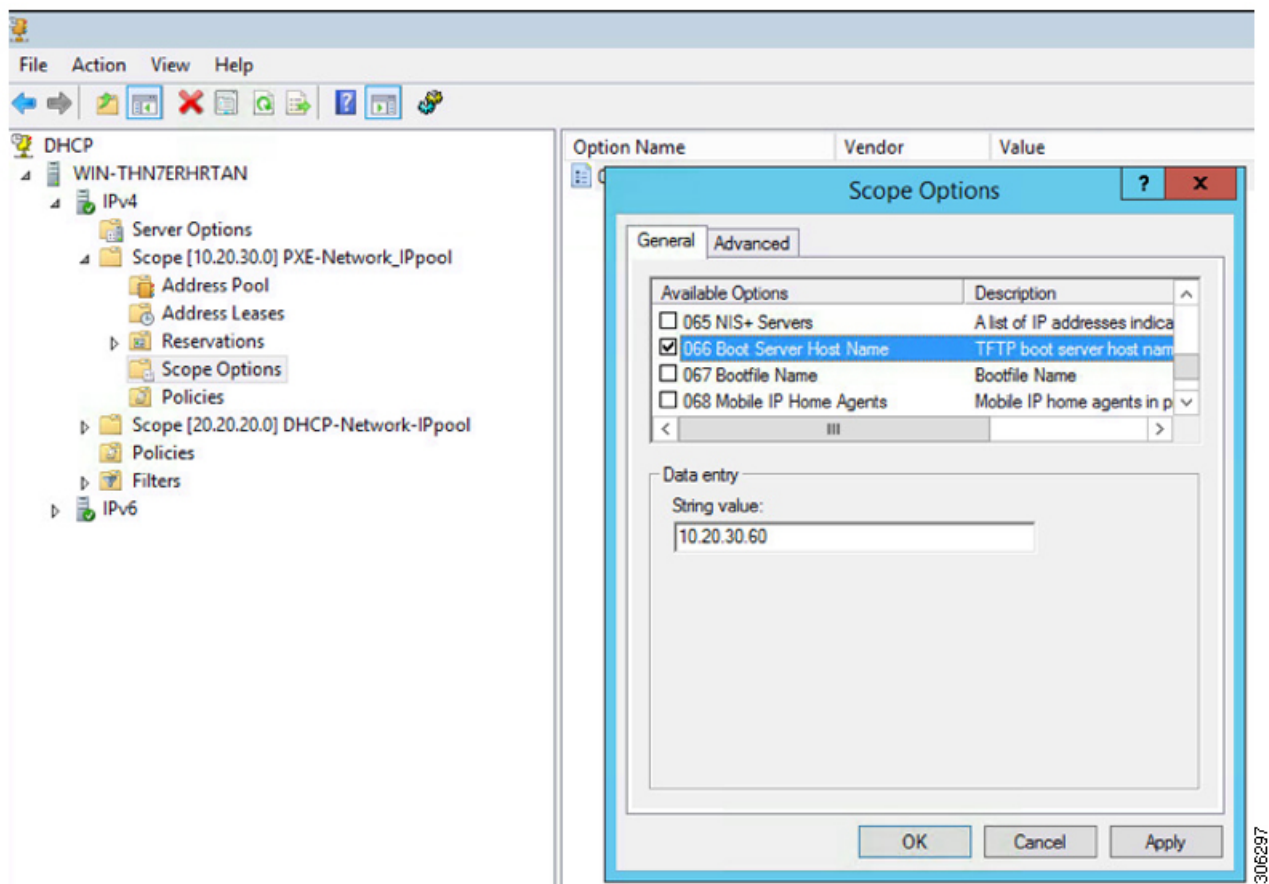 File Action View Help
DHCP
WIN-THN7ERHRTAN
IPv4
Server Options
Scope [10.20.30.0] PXE-Network_IPpool
Address Pool
Address Leases
Reservations
Scope Options
Policies
Scope [20.20.20.0] DHCP-Network-IPpool
Policies
Filters
IPv6
Option Name Vendor Value
Scope Options
General Advanced
Available Options Description
065 NIS+ Servers A list of IP addresses indica
066 Boot Server Host Name TFTP boot server host nam
067 Bootfile Name Bootfile Name
068 Mobile IP Home Agents Mobile IP home agents in p
Data entry
String value:
10.20.30.60
OK Cancel Apply
306297